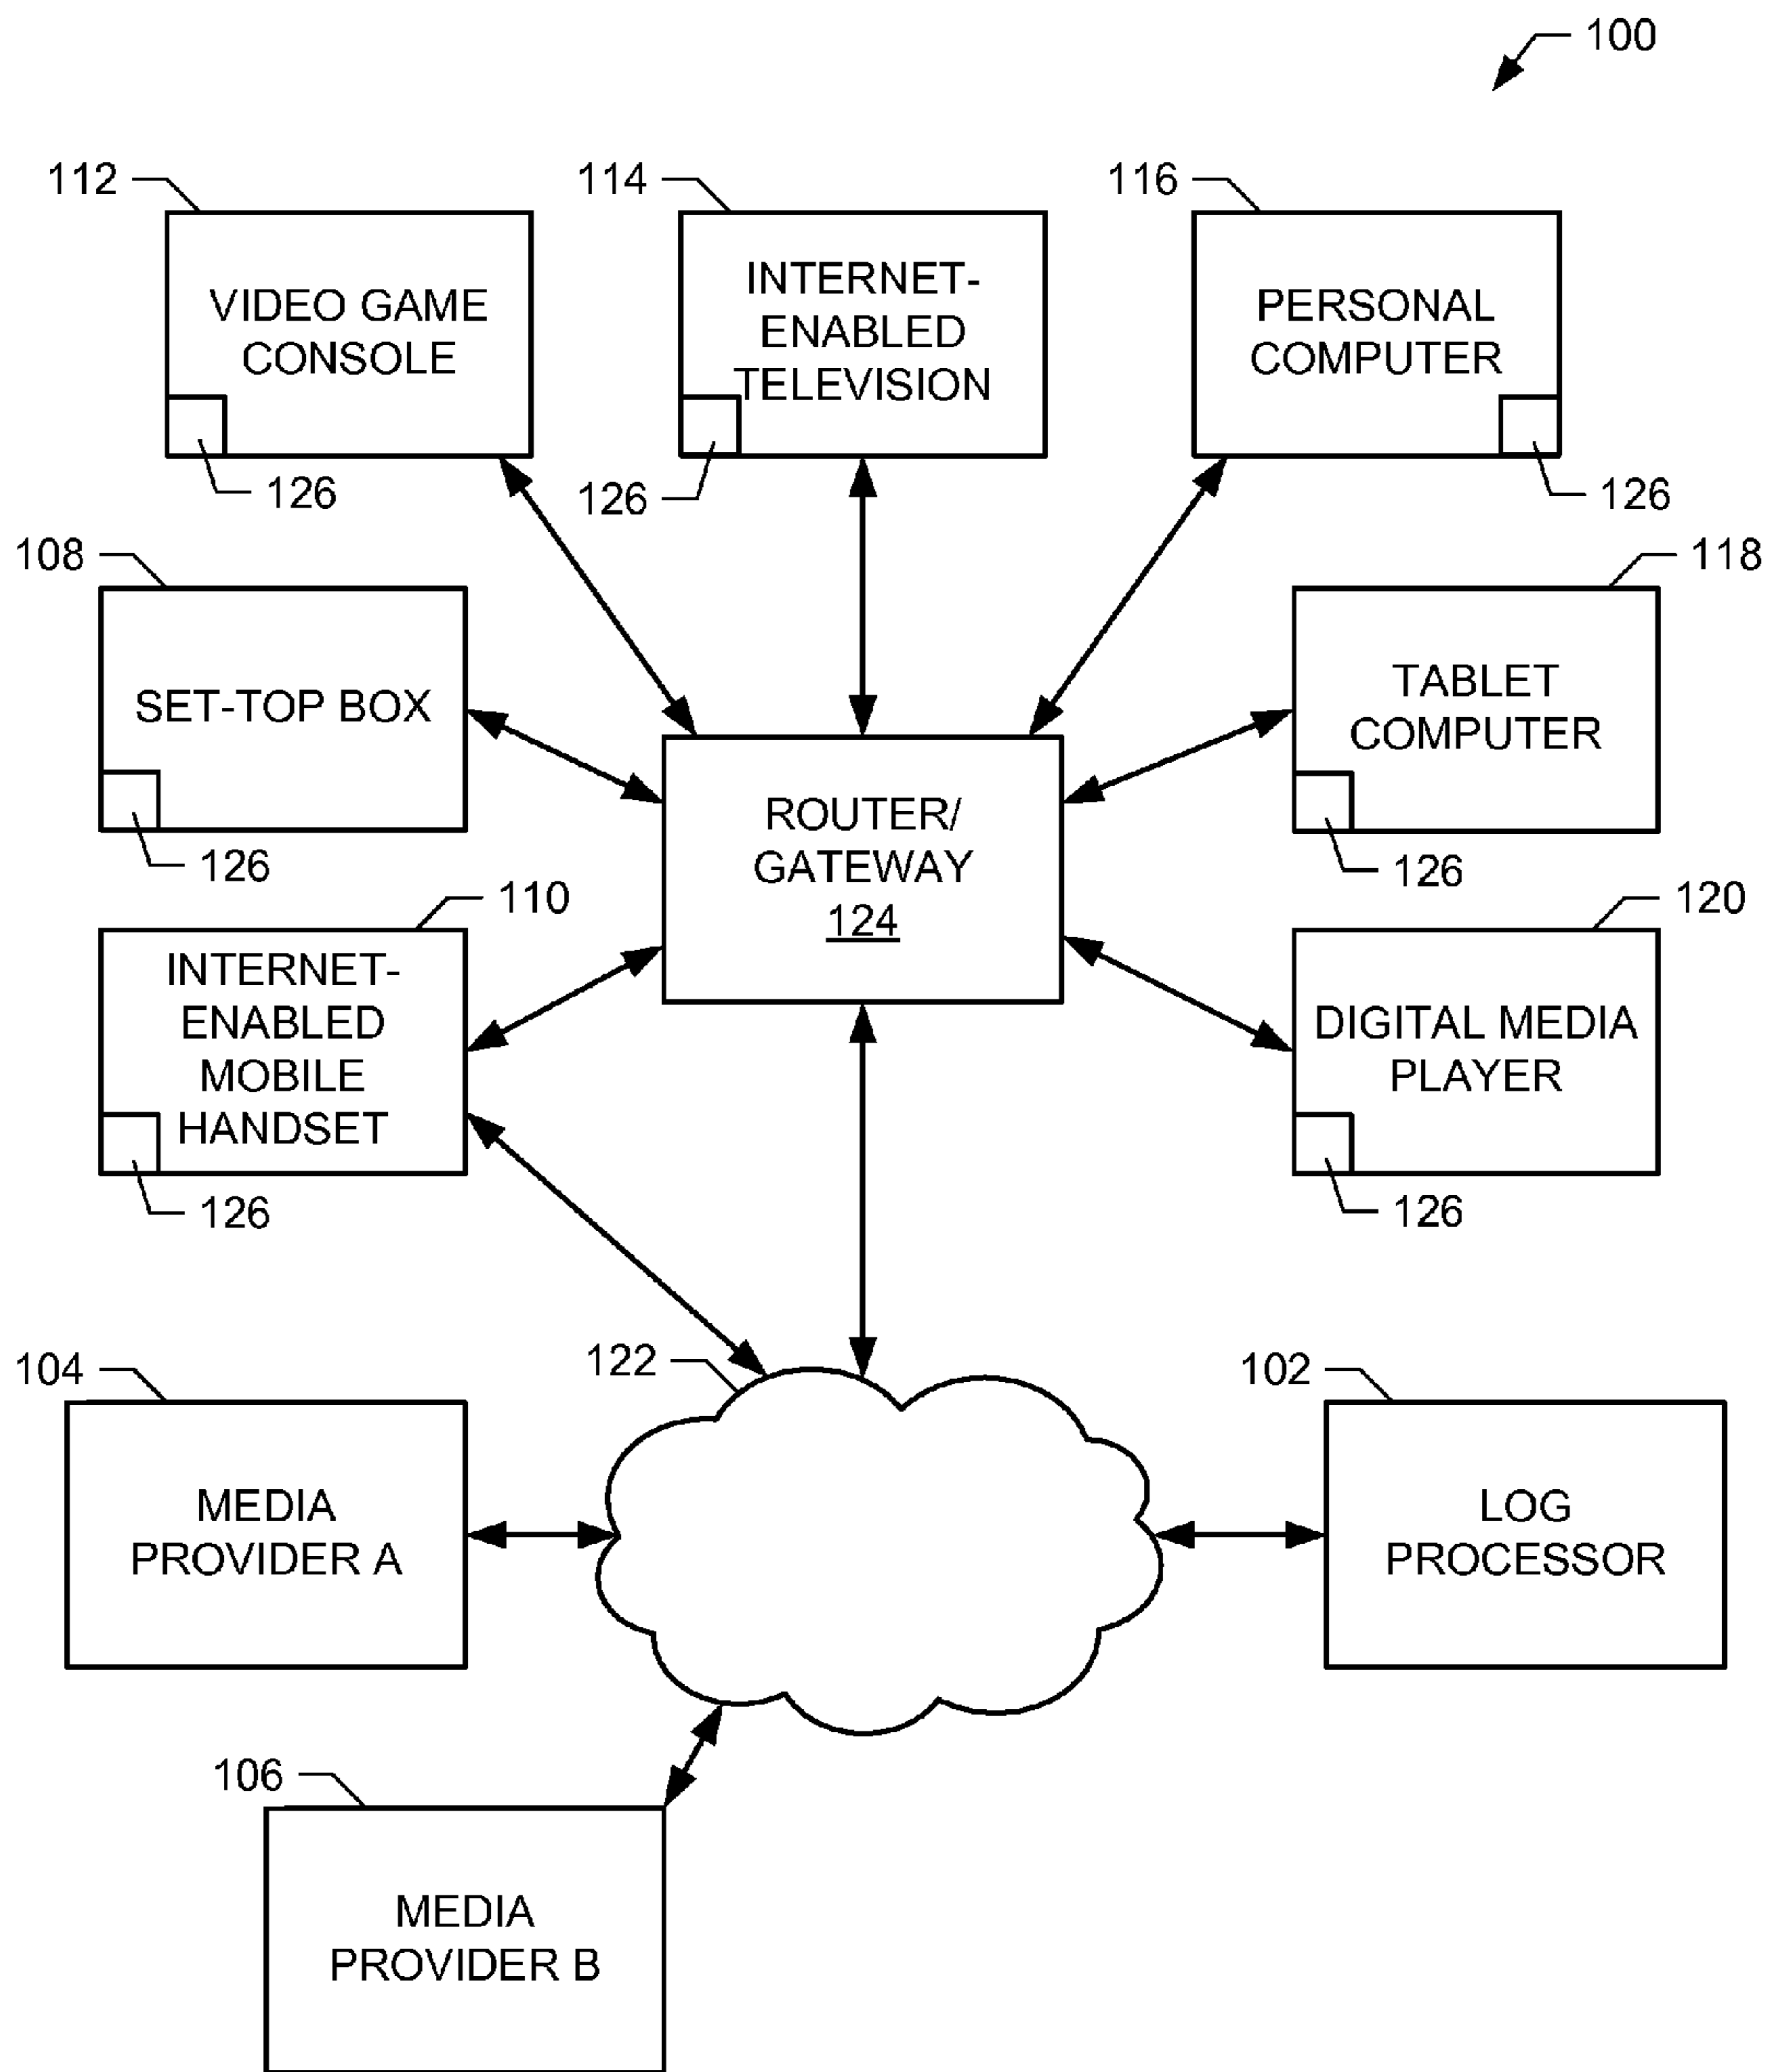 100
112
114
116
VIDEO GAME
CONSOLE
INTERNET-
ENABLED
TELEVISION
PERSONAL
COMPUTER
126
126
126
108
118
SET-TOP BOX
TABLET
COMPUTER
ROUTER/
GATEWAY
124
126
126
110
120
INTERNET-
ENABLED
MOBILE
HANDSET
DIGITAL MEDIA
PLAYER
126
126
104
122
102
MEDIA
PROVIDER A
LOG
PROCESSOR
106
MEDIA
PROVIDER B